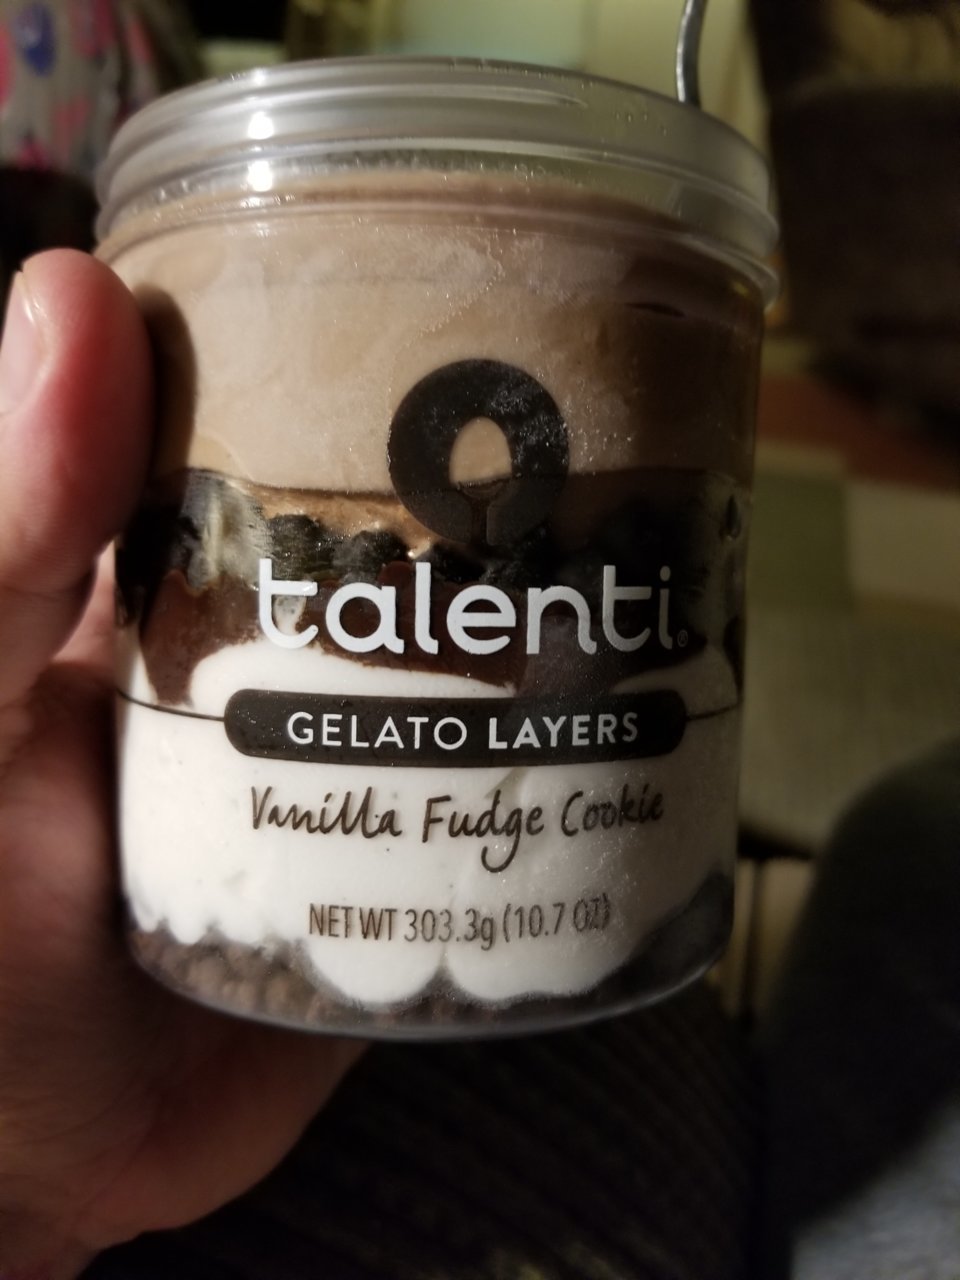 talenti®
GELATO LAYERS
Vanilla Fudge Cookie
NET WT 303.3g (10.7 OZ)